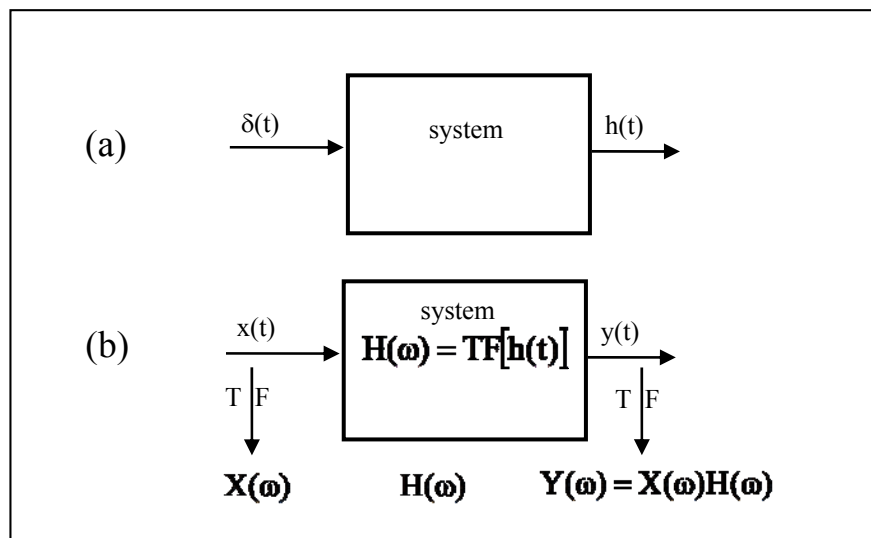 δ(t)
system
h(t)
(a)
system
x(t)
y(t)
(b)
H(ω) = TF[h(t)]
T F
T F
X(ω) H(ω) Y(ω) = X(ω)H(ω)